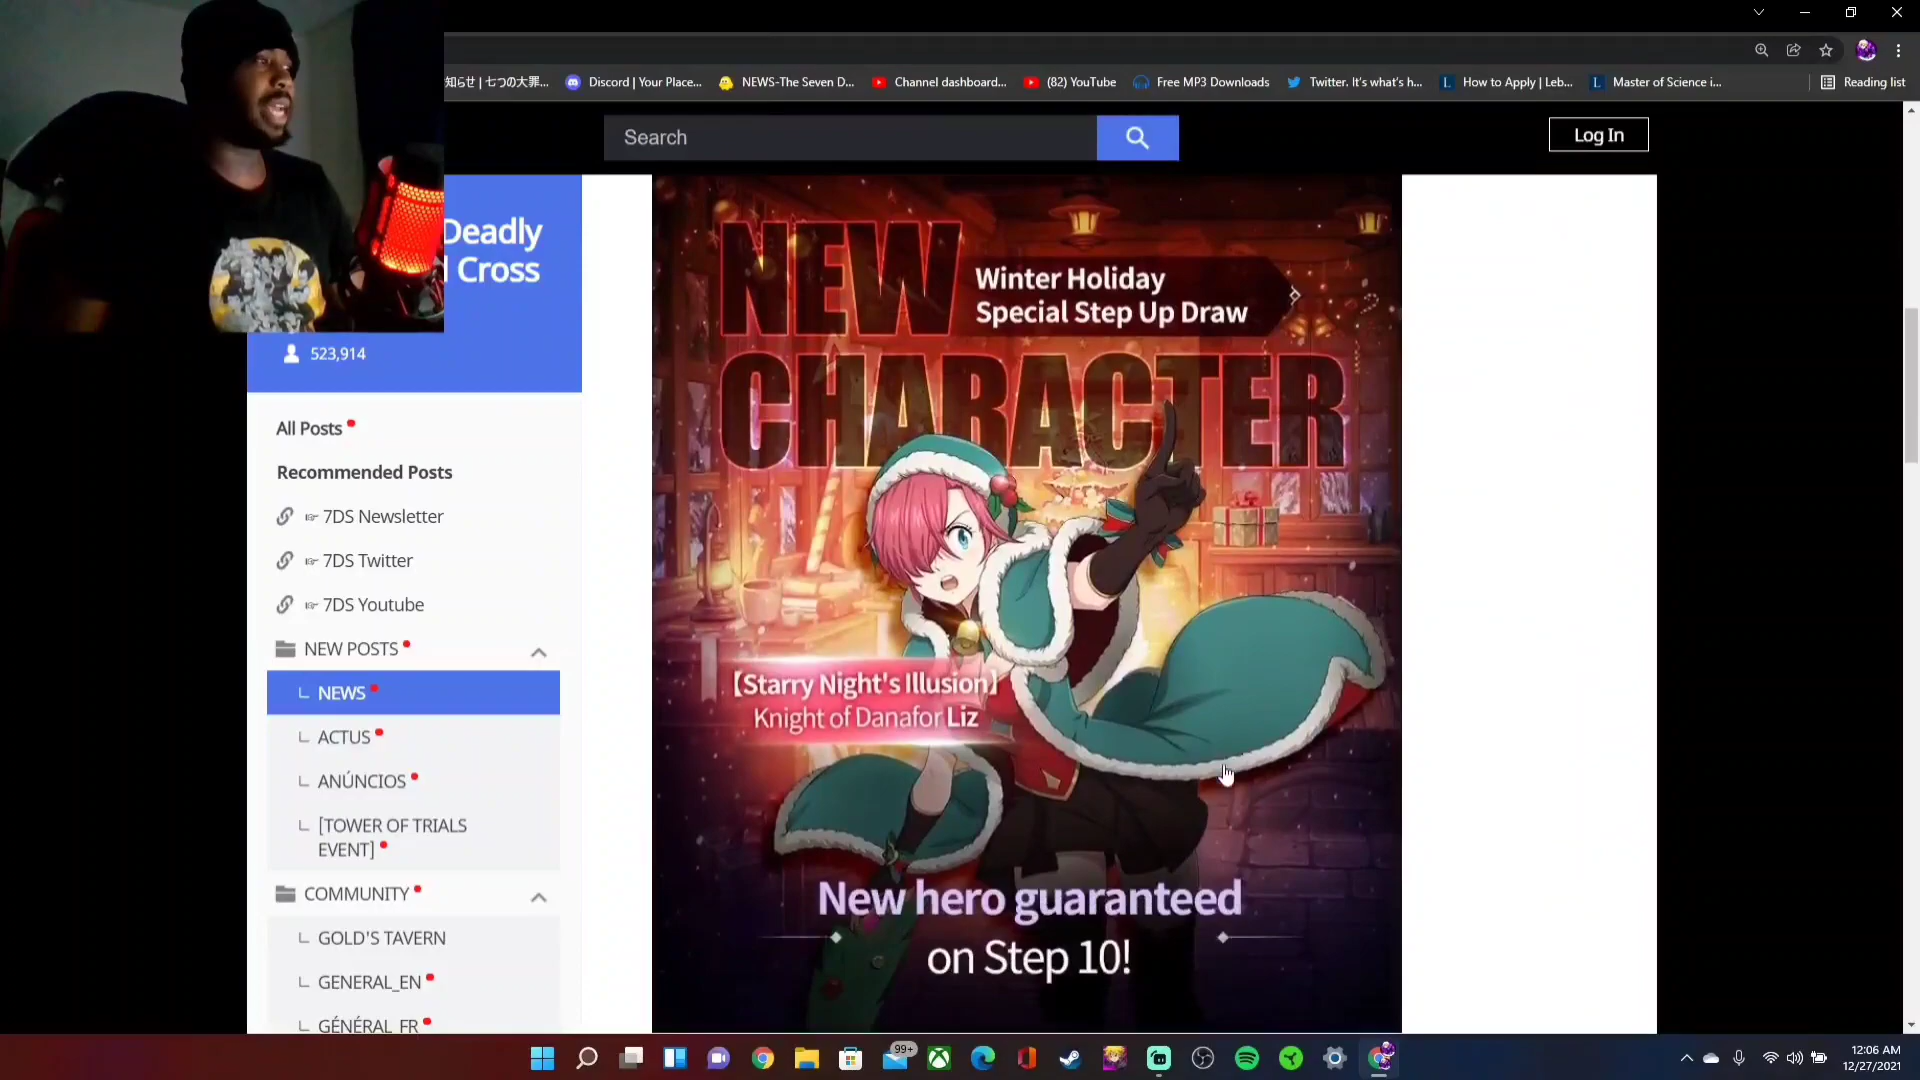 知らせ | 七つの大罪...
Discord | Your Place...
NEWS-The Seven D...
Channel dashboard...
(82) YouTube
Free MP3 Downloads
Twitter. It's what's h...
How to Apply | Leb...
Master of Science i...
Reading list
Search
Log In
Deadly
Cross
523,914
All Posts
Recommended Posts
☞ 7DS Newsletter
☞ 7DS Twitter
☞ 7DS Youtube
NEW POSTS
NEWS
ACTUS
ANÚNCIOS
[TOWER OF TRIALS
EVENT]
COMMUNITY
GOLD'S TAVERN
GENERAL_EN
GÉNÉRAL_FR
NEW
Winter Holiday
Special Step Up Draw
CHARACTER
【Starry Night's Illusion】
Knight of Danafor Liz
New hero guaranteed
on Step 10!
99+
12:06 AM
12/27/2021